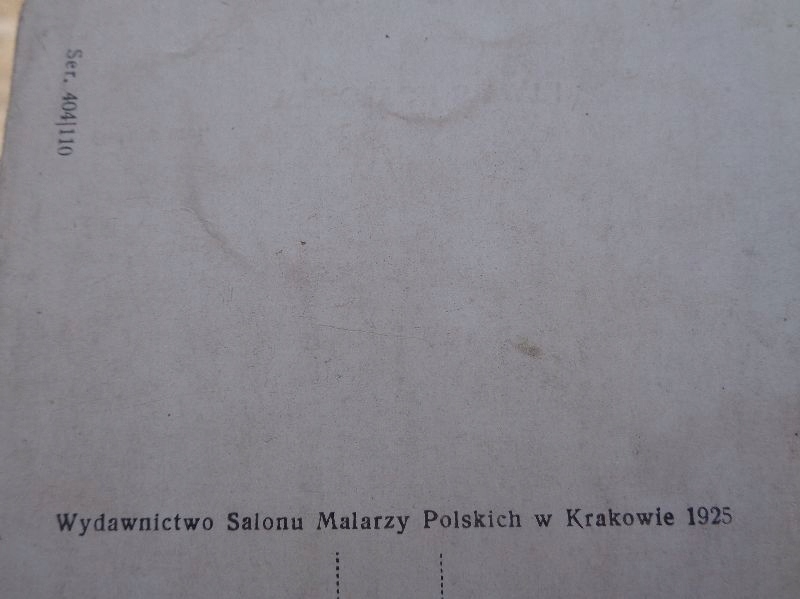 Ser. 404|110
Wydawnictwo Salonu Malarzy Polskich w Krakowie 1925